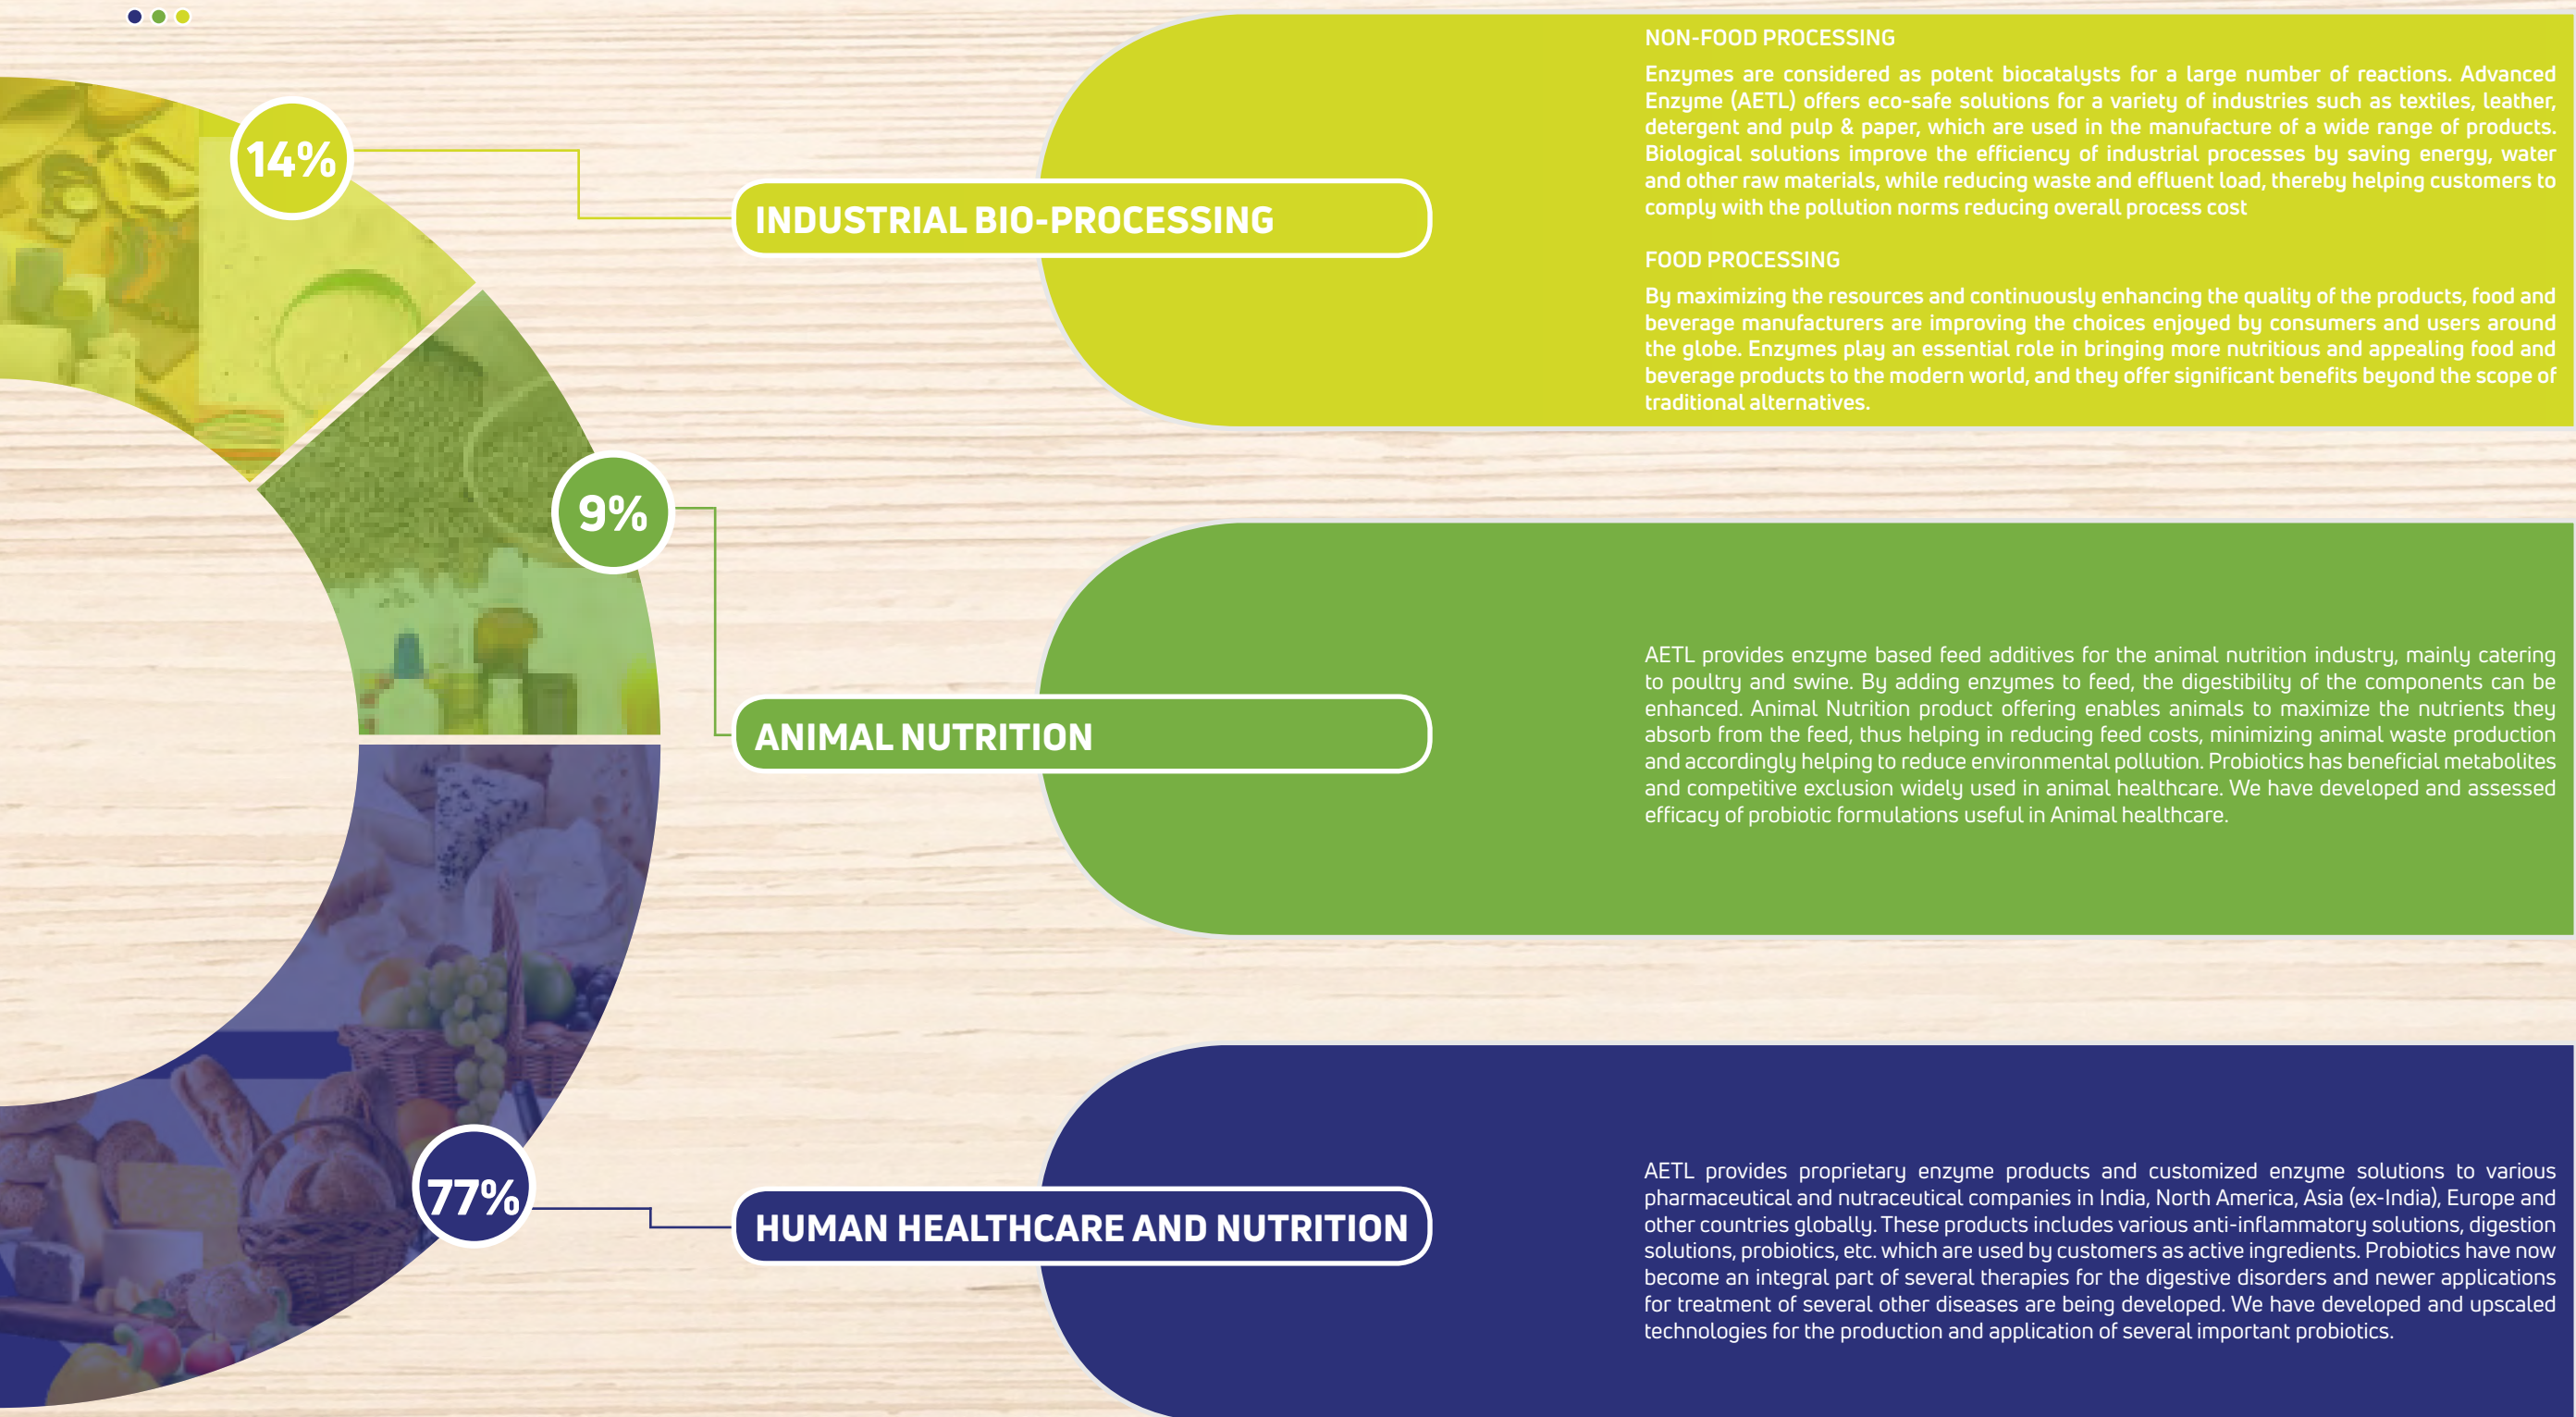 14%
INDUSTRIAL BIO-PROCESSING
NON-FOOD PROCESSING
Enzymes are considered as potent biocatalysts for a large number of reactions. Advanced
Enzyme (AETL) offers eco-safe solutions for a variety of industries such as textiles, leather,
detergent and pulp & paper, which are used in the manufacture of a wide range of products.
Biological solutions improve the efficiency of industrial processes by saving energy, water
and other raw materials, while reducing waste and effluent load, thereby helping customers to
comply with the pollution norms reducing overall process cost
FOOD PROCESSING
By maximizing the resources and continuously enhancing the quality of the products, food and
beverage manufacturers are improving the choices enjoyed by consumers and users around
the globe. Enzymes play an essential role in bringing more nutritious and appealing food and
beverage products to the modern world, and they offer significant benefits beyond the scope of
traditional alternatives.
9%
ANIMAL NUTRITION
AETL provides enzyme based feed additives for the animal nutrition industry, mainly catering
to poultry and swine. By adding enzymes to feed, the digestibility of the components can be
enhanced. Animal Nutrition product offering enables animals to maximize the nutrients they
absorb from the feed, thus helping in reducing feed costs, minimizing animal waste production
and accordingly helping to reduce environmental pollution. Probiotics has beneficial metabolites
and competitive exclusion widely used in animal healthcare. We have developed and assessed
efficacy of probiotic formulations useful in Animal healthcare.
77%
HUMAN HEALTHCARE AND NUTRITION
AETL provides proprietary enzyme products and customized enzyme solutions to various
pharmaceutical and nutraceutical companies in India, North America, Asia (ex-India), Europe and
other countries globally. These products includes various anti-inflammatory solutions, digestion
solutions, probiotics, etc. which are used by customers as active ingredients. Probiotics have now
become an integral part of several therapies for the digestive disorders and newer applications
for treatment of several other diseases are being developed. We have developed and upscaled
technologies for the production and application of several important probiotics.